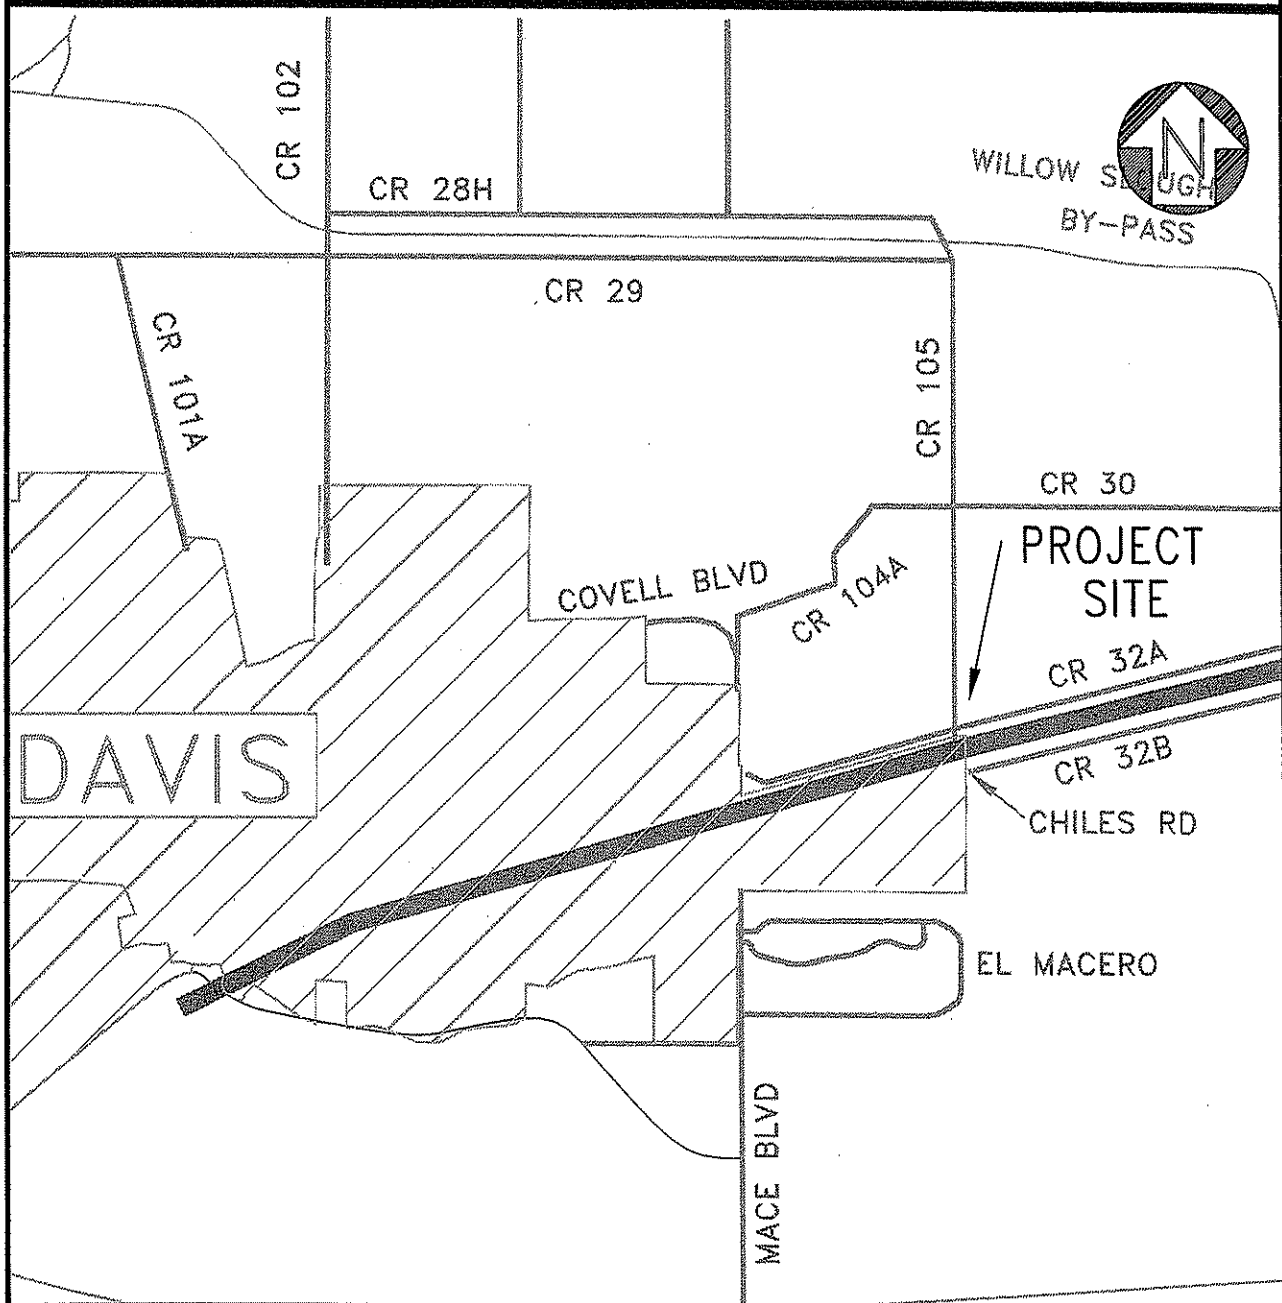 CR 102
CR 28H
N
WILLOW SLOUGH
BY-PASS
CR 29
CR 101A
CR 105
CR 30
PROJECT
SITE
COVELL BLVD
CR 104A
CR 32A
DAVIS
CR 32B
CHILES RD
EL MACERO
MACE BLVD